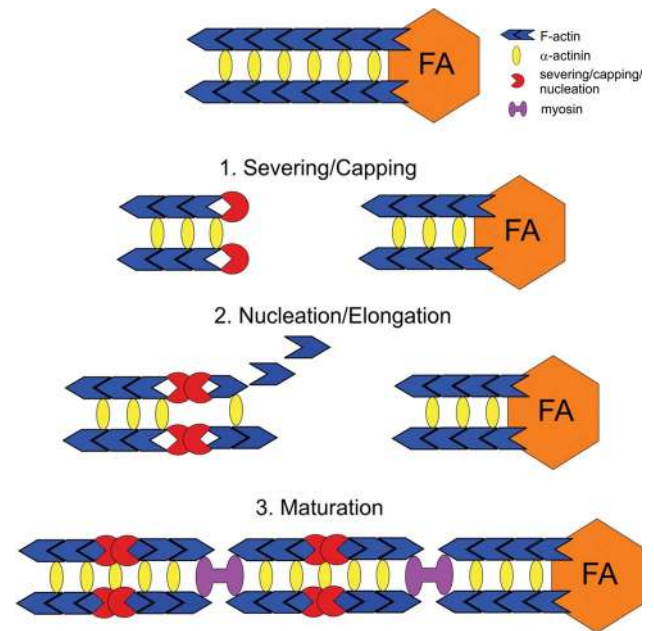 F-actin
α-actinin
severing/capping/
nucleation
myosin
FA
1. Severing/Capping
FA
2. Nucleation/Elongation
FA
3. Maturation
FA